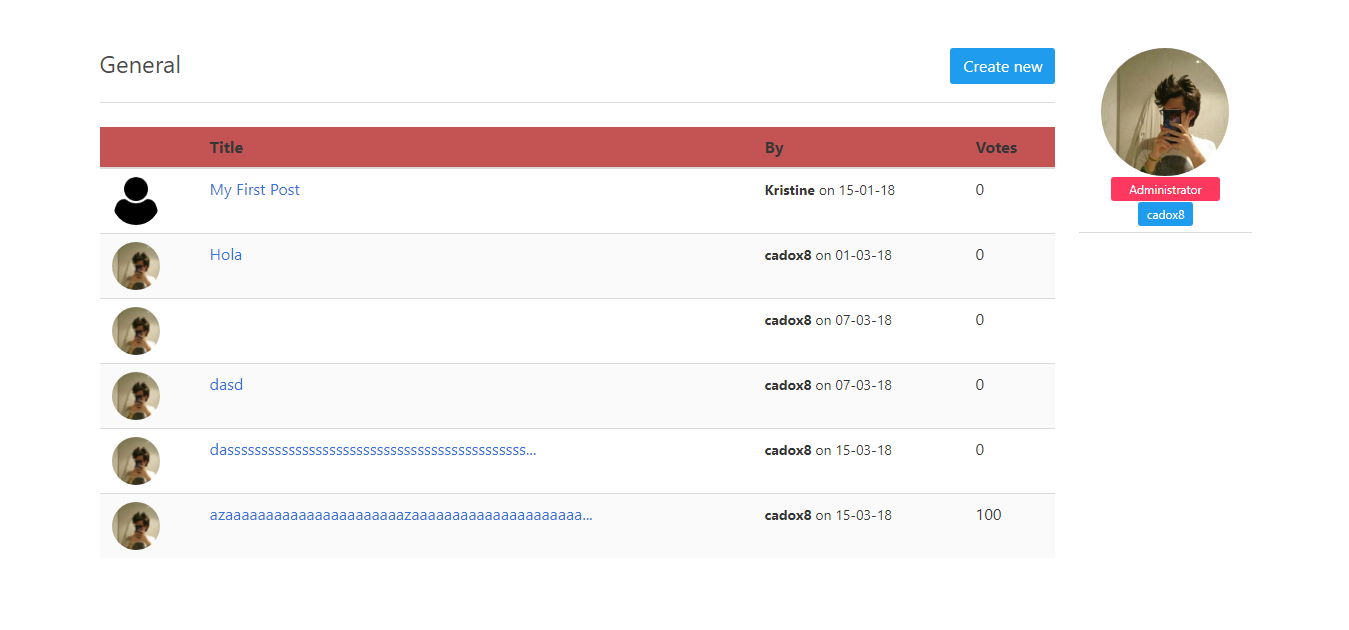 General
Create new
Title By Votes
My First Post Kristine on 15-01-18 0
Hola cadox8 on 01-03-18 0
cadox8 on 07-03-18 0
dasd cadox8 on 07-03-18 0
dasssssssssssssssssssssssssssssssssssssssssssss... cadox8 on 15-03-18 0
azaaaaaaaaaaaaaaaaaaaaaazaaaaaaaaaaaaaaaaaaaaa... cadox8 on 15-03-18 100
Administrator
cadox8